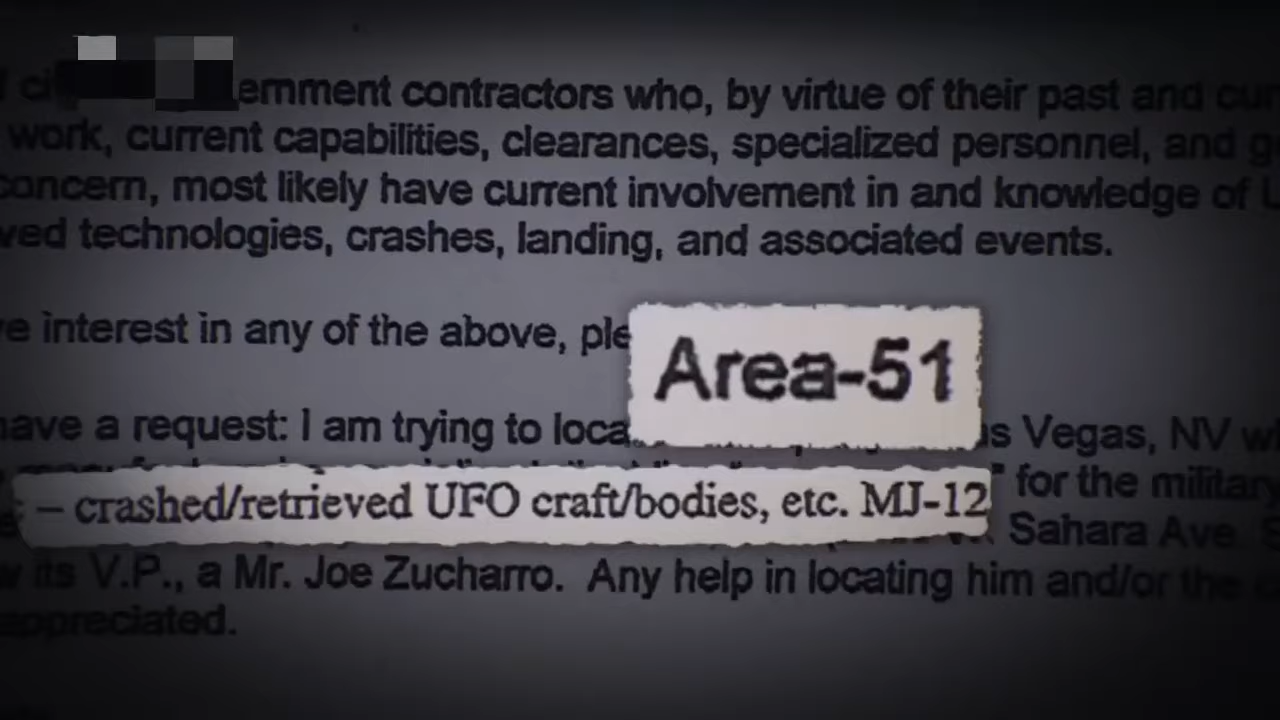 ernment contractors who, by virtue of their past and
work, current capabilities, clearances, specialized personnel, and
concern, most likely have current involvement in and knowledge of
ved technologies, crashes, landing, and associated events.
ve interest in any of the above, ple
Area-51
have a request: I am trying to loca
as Vegas, NV
– crashed/retrieved UFO craft/bodies, etc. MJ-12
" for the military
Sahara Ave.
its V.P., a Mr. Joe Zucharro. Any help in locating him and/or the
appreciated.